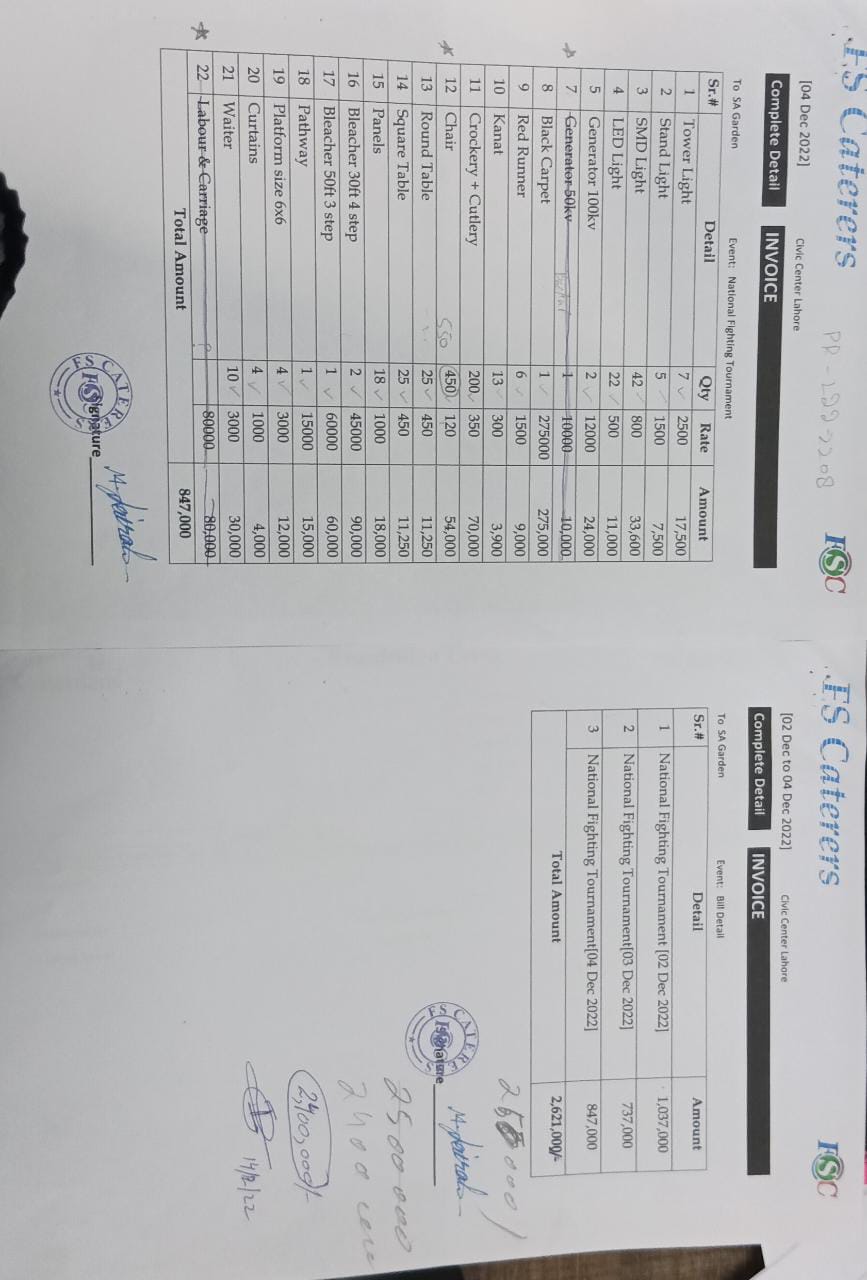 FS Caterers
PR-2022-2208
FSC
[04 Dec 2022] Civic Center Lahore
Complete Detail INVOICE
To SA Garden Event: National Fighting Tournament
Sr.# Detail Qty Rate Amount
1 Tower Light 7 2500 17,500
2 Stand Light 5 1500 7,500
3 SMD Light 42 800 33,600
4 LED Light 22 500 11,000
5 Generator 100kv 2 12000 24,000
7 Generator 50kv 1 10000 10,000
8 Black Carpet 1 275000 275,000
9 Red Runner 6 1500 9,000
10 Kanat 13 300 3,900
11 Crockery + Cutlery 200 350 70,000
12 Chair 550 450 120 54,000
13 Round Table 25 450 11,250
14 Square Table 25 450 11,250
15 Panels 18 1000 18,000
16 Bleacher 30ft 4 step 2 45000 90,000
17 Bleacher 50ft 3 step 1 60000 60,000
18 Pathway 1 15000 15,000
19 Platform size 6x6 4 3000 12,000
20 Curtains 4 1000 4,000
21 Waiter 10 3000 30,000
22 Labour & Carriage 80000 80,000
Total Amount 847,000
FS CATERERS
FSC
Signature
FS Caterers
FSC
[02 Dec to 04 Dec 2022] Civic Center Lahore
Complete Detail INVOICE
To SA Garden Event: Bill Detail
Sr.# Detail Amount
1 National Fighting Tournament [02 Dec 2022] 1,037,000
2 National Fighting Tournament[03 Dec 2022] 737,000
3 National Fighting Tournament[04 Dec 2022] 847,000
Total Amount 2,621,000/-
FS CATERERS
Signature
2500000
2,400,000/-
14/12/22